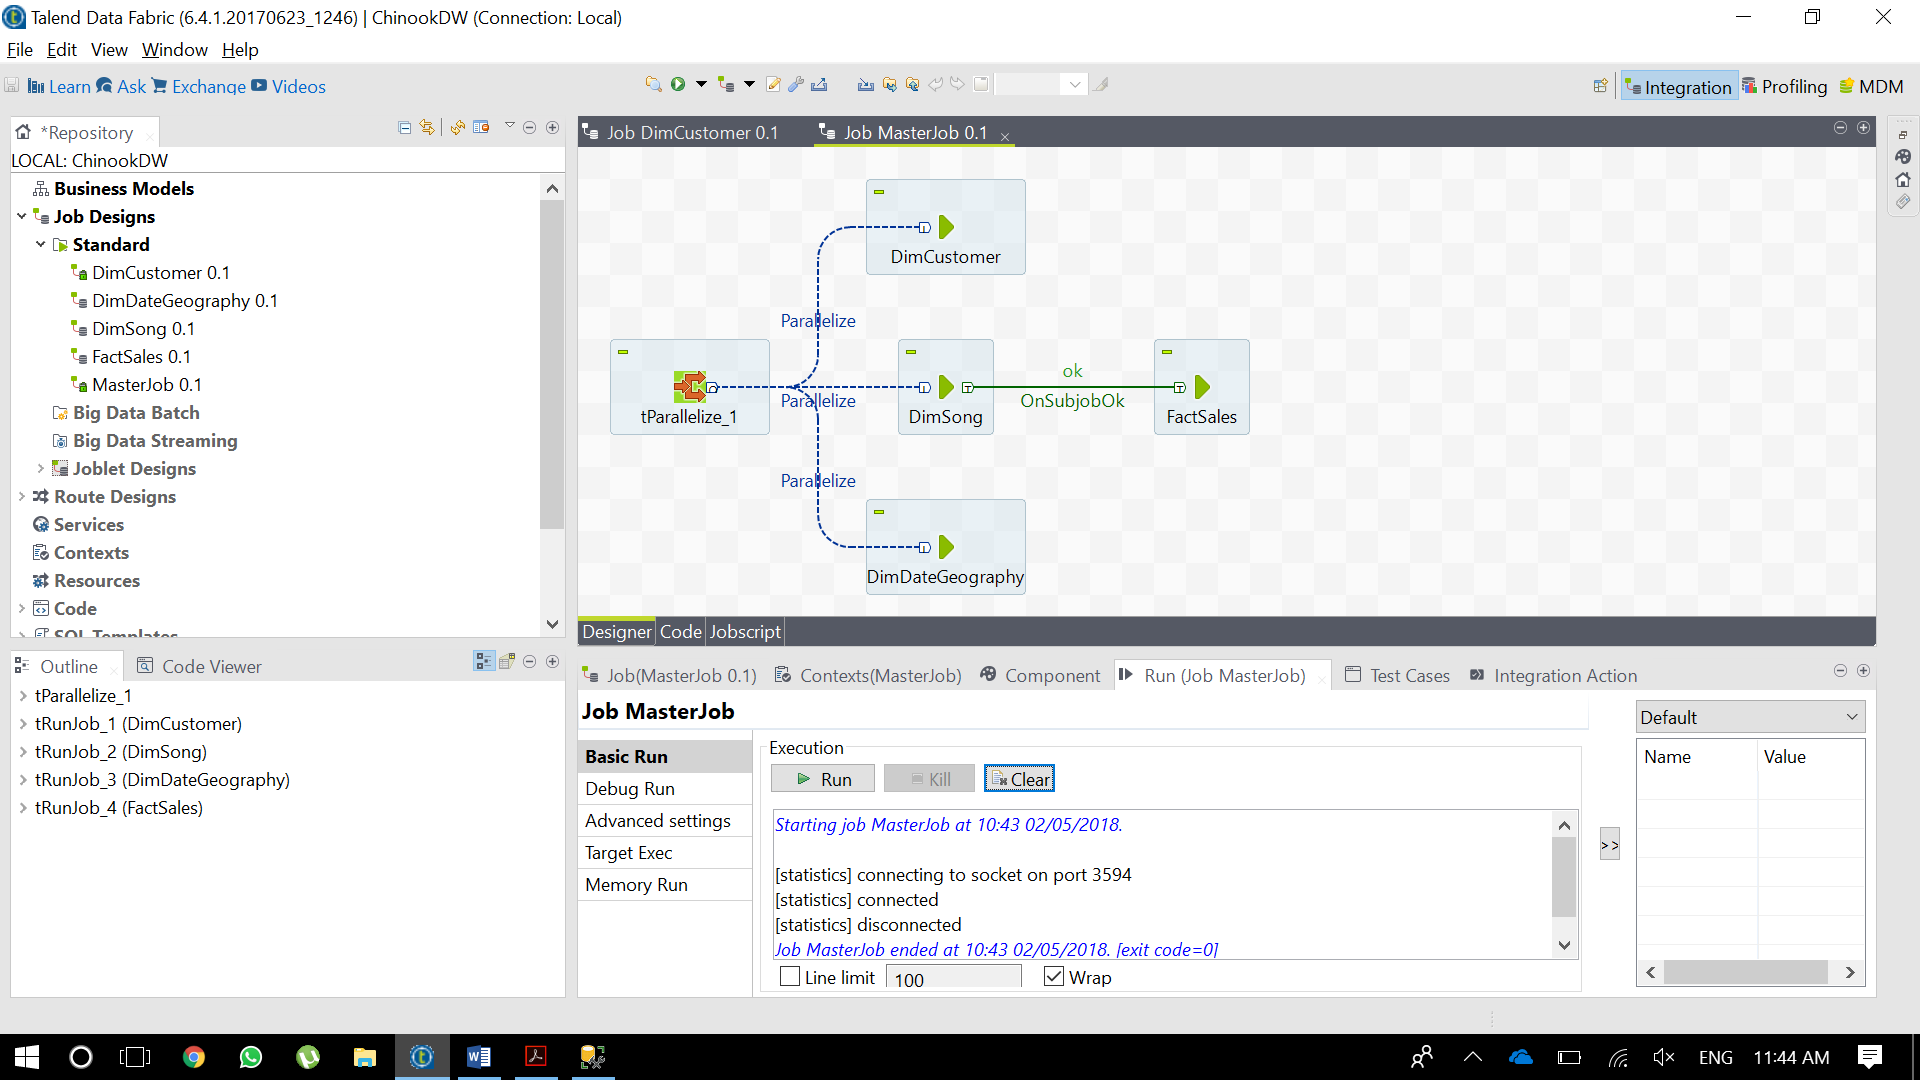 Talend Data Fabric (6.4.1.20170623_1246) | ChinookDW (Connection: Local)
File Edit View Window Help
Learn Ask Exchange Videos
Integration Profiling MDM
*Repository
LOCAL: ChinookDW
Business Models
Job Designs
Standard
DimCustomer 0.1
DimDateGeography 0.1
DimSong 0.1
FactSales 0.1
MasterJob 0.1
Big Data Batch
Big Data Streaming
Joblet Designs
Route Designs
Services
Contexts
Resources
Code
SQL Templates
Job DimCustomer 0.1 Job MasterJob 0.1
DimCustomer
Parallelize
tParallelize_1
Parallelize
DimSong
ok
OnSubjobOk
FactSales
Parallelize
DimDateGeography
Designer Code Jobscript
Outline Code Viewer
tParallelize_1
tRunJob_1 (DimCustomer)
tRunJob_2 (DimSong)
tRunJob_3 (DimDateGeography)
tRunJob_4 (FactSales)
Job(MasterJob 0.1) Contexts(MasterJob) Component Run (Job MasterJob) Test Cases Integration Action
Job MasterJob
Basic Run
Debug Run
Advanced settings
Target Exec
Memory Run
Execution
Run Kill Clear
Starting job MasterJob at 10:43 02/05/2018.
[statistics] connecting to socket on port 3594
[statistics] connected
[statistics] disconnected
Job MasterJob ended at 10:43 02/05/2018. [exit code=0]
Line limit 100 Wrap
>>
Default
Name Value
ENG 11:44 AM